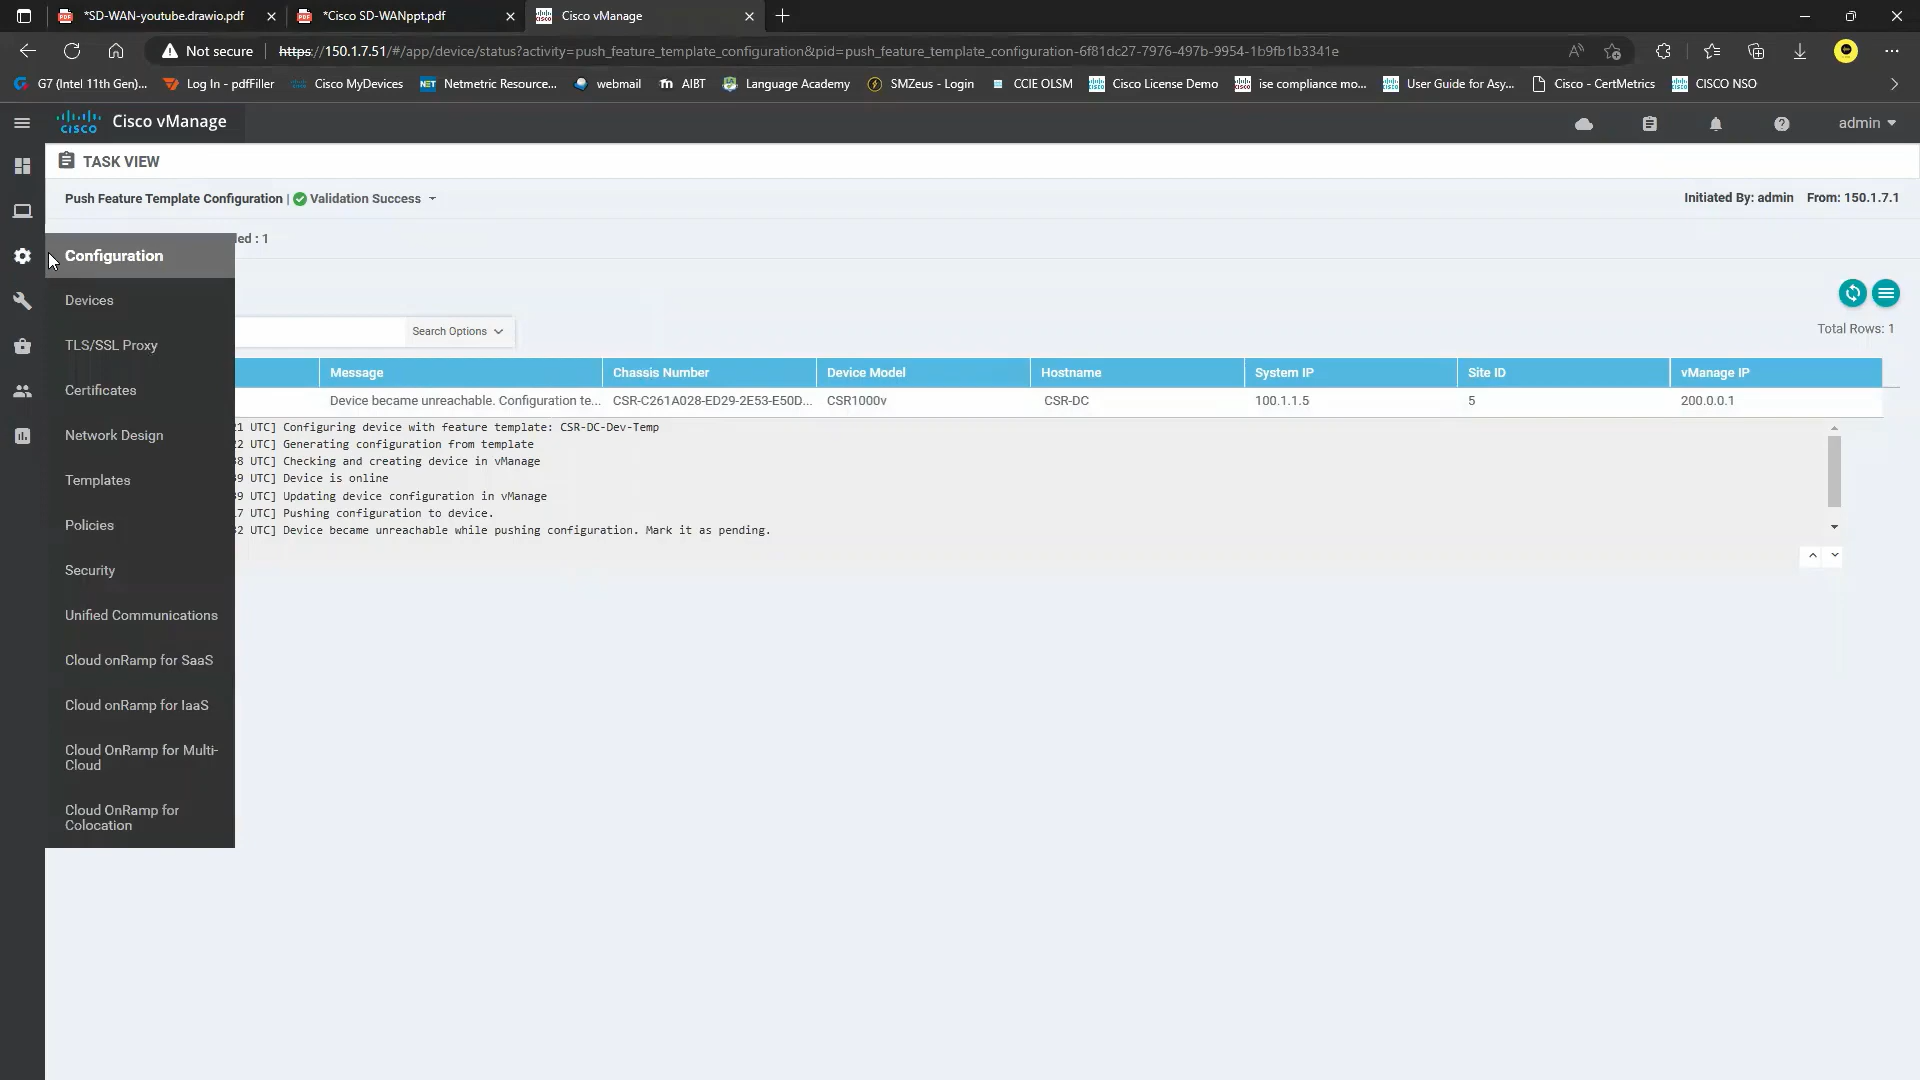 *SD-WAN-youtube.drawio.pdf
*Cisco SD-WANppt.pdf
Cisco vManage
Not secure
https://150.1.7.51/#/app/device/status?activity=push_feature_template_configuration&pid=push_feature_template_configuration-6f81dc27-7976-497b-9954-1b9fb1b3341e
G7 (Intel 11th Gen)...
Log In - pdfFiller
Cisco MyDevices
Netmetric Resource...
webmail
AIBT
Language Academy
SMZeus - Login
CCIE OLSM
Cisco License Demo
ise compliance mo...
User Guide for Asy...
Cisco - CertMetrics
CISCO NSO
CISCO
Cisco vManage
admin
TASK VIEW
Push Feature Template Configuration | Validation Success
Initiated By: admin From: 150.1.7.1
led : 1
Configuration
Devices
TLS/SSL Proxy
Certificates
Network Design
Templates
Policies
Security
Unified Communications
Cloud onRamp for SaaS
Cloud onRamp for IaaS
Cloud OnRamp for Multi-
Cloud
Cloud OnRamp for
Colocation
Search Options
Total Rows: 1
Message
Chassis Number
Device Model
Hostname
System IP
Site ID
vManage IP
Device became unreachable. Configuration te...
CSR-C261A028-ED29-2E53-E50D...
CSR1000v
CSR-DC
100.1.1.5
5
200.0.0.1
21 UTC] Configuring device with feature template: CSR-DC-Dev-Temp
22 UTC] Generating configuration from template
38 UTC] Checking and creating device in vManage
39 UTC] Device is online
39 UTC] Updating device configuration in vManage
17 UTC] Pushing configuration to device.
32 UTC] Device became unreachable while pushing configuration. Mark it as pending.